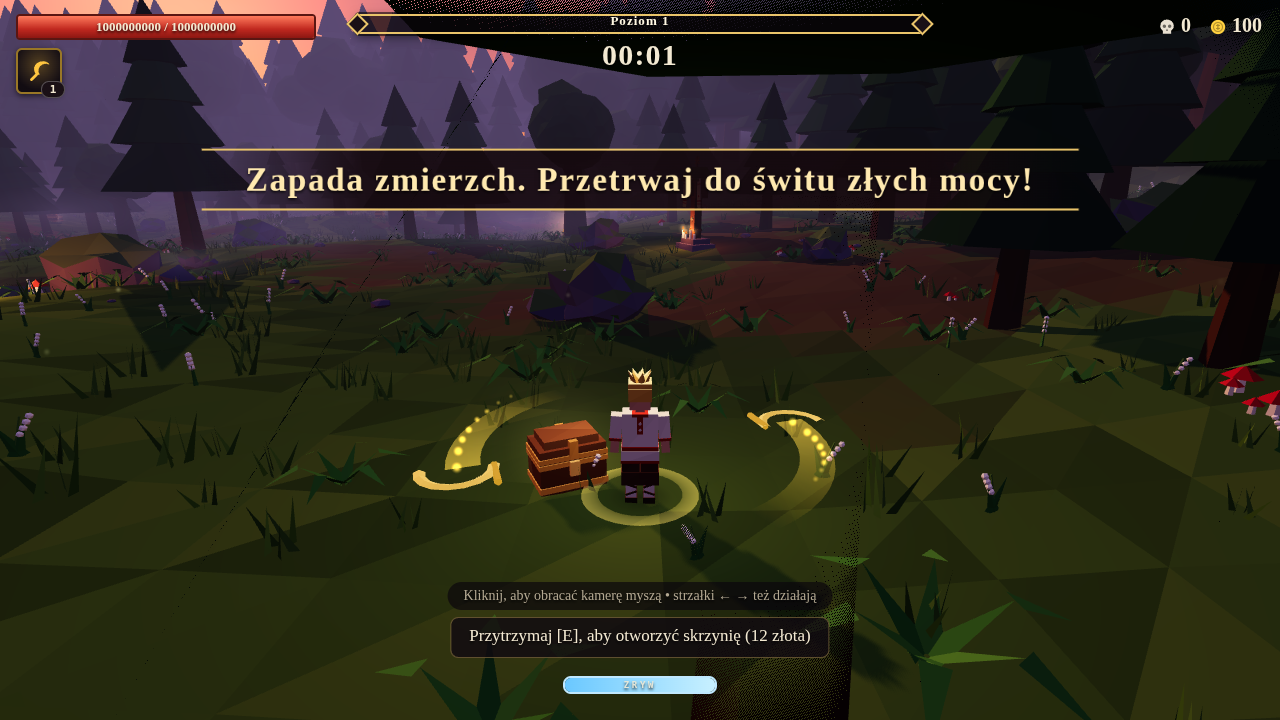 1000000000 / 1000000000
Poziom 1
0
100
00:01
1
Zapada zmierzch. Przetrwaj do świtu złych mocy!
Kliknij, aby obracać kamerę myszą • strzałki ← → też działają
Przytrzymaj [E], aby otworzyć skrzynię (12 złota)
ZRYW